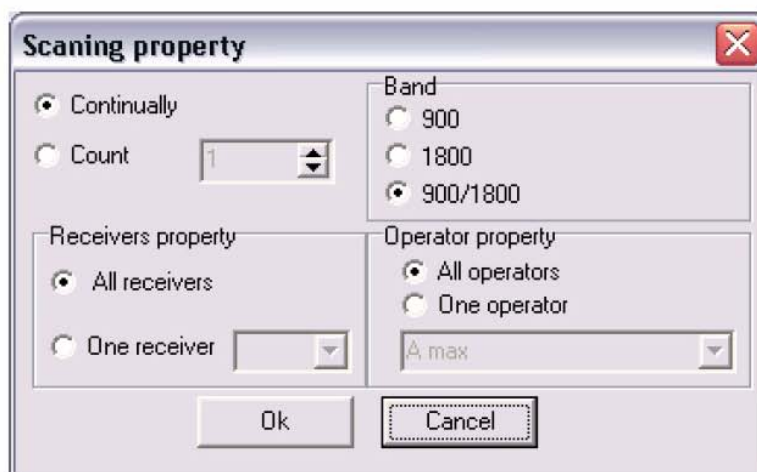 Scaning property
Continually
Count
1
Band
900
1800
900/1800
Receivers property
All receivers
One receiver
Operator property
All operators
One operator
A max
Ok
Cancel